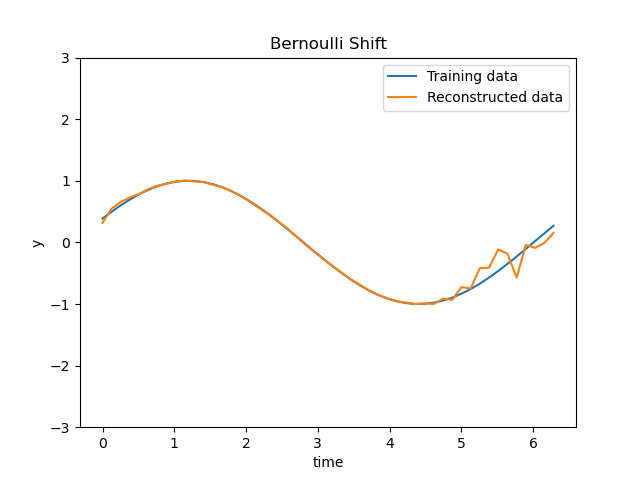 Bernoulli Shift
Training data
Reconstructed data
3
2
1
0
−1
−2
−3
y
0 1 2 3 4 5 6
time